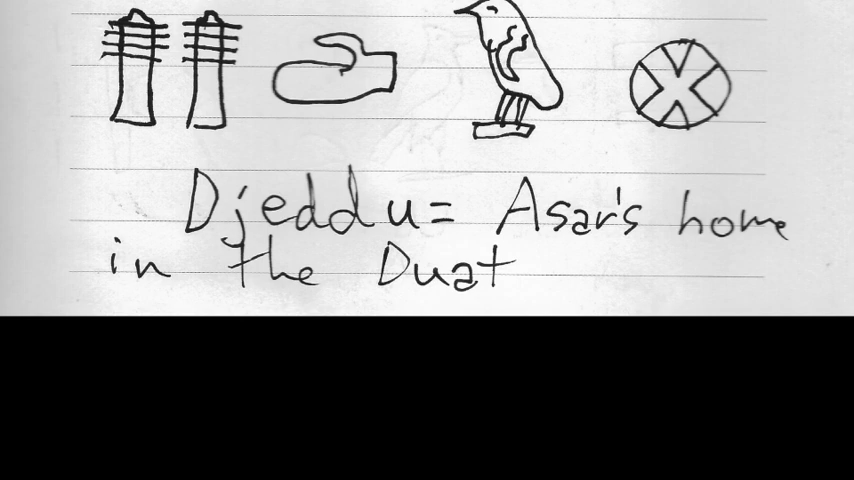 𓊽𓊽𓂧𓅱𓊖
Djeddu = Asar's home
in the Duat